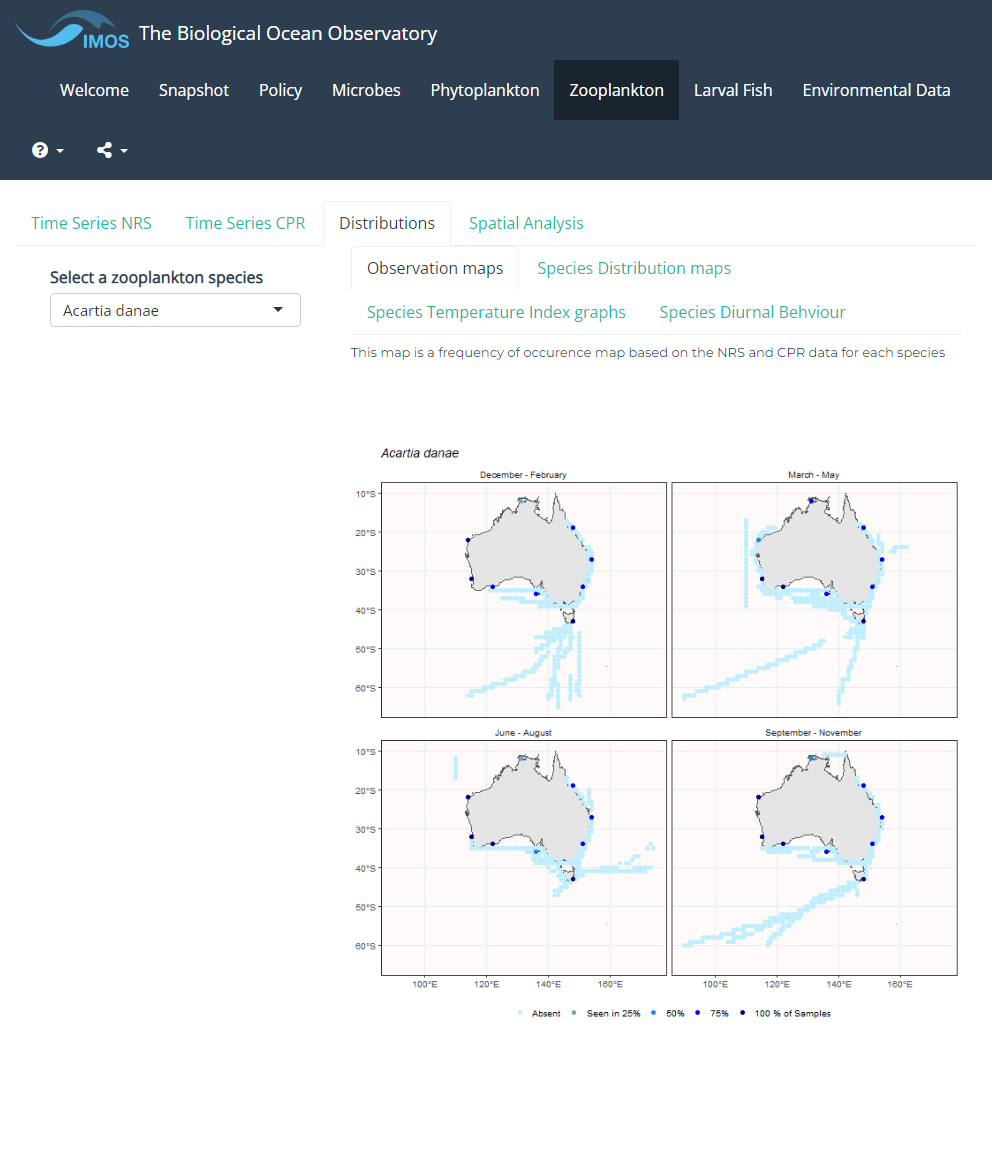 IMOS The Biological Ocean Observatory
Welcome Snapshot Policy Microbes Phytoplankton Zooplankton Larval Fish Environmental Data
Time Series NRS Time Series CPR Distributions Spatial Analysis
Select a zooplankton species
Acartia danae
Observation maps Species Distribution maps
Species Temperature Index graphs Species Diurnal Behviour
This map is a frequency of occurence map based on the NRS and CPR data for each species
Acartia danae
December - February March - May
10°S
20°S
30°S
40°S
50°S
60°S
June - August September - November
10°S
20°S
30°S
40°S
50°S
60°S
100°E 120°E 140°E 160°E 100°E 120°E 140°E 160°E
Absent Seen in 25% 50% 75% 100 % of Samples